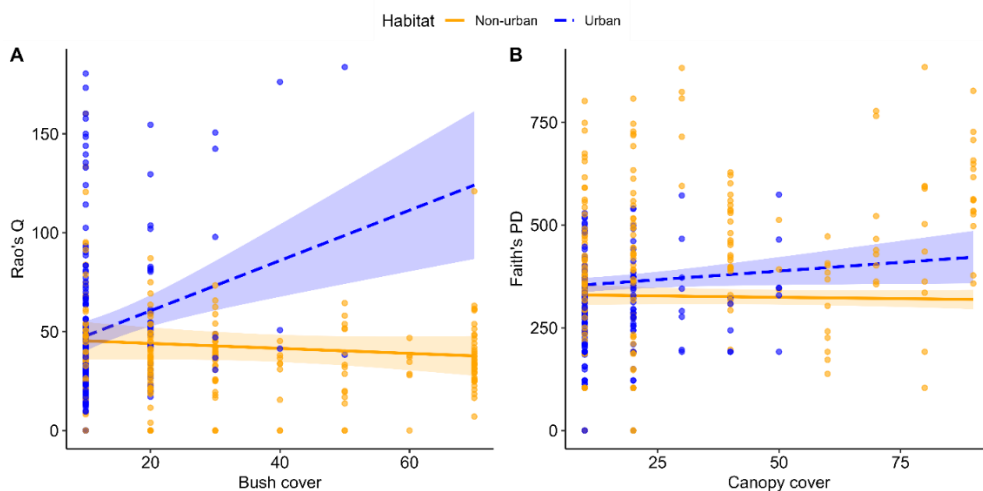 Habitat Non-urban Urban
A
B
Rao's Q
150
100
50
0
20 40 60
Bush cover
Faith's PD
750
500
250
0
25 50 75
Canopy cover